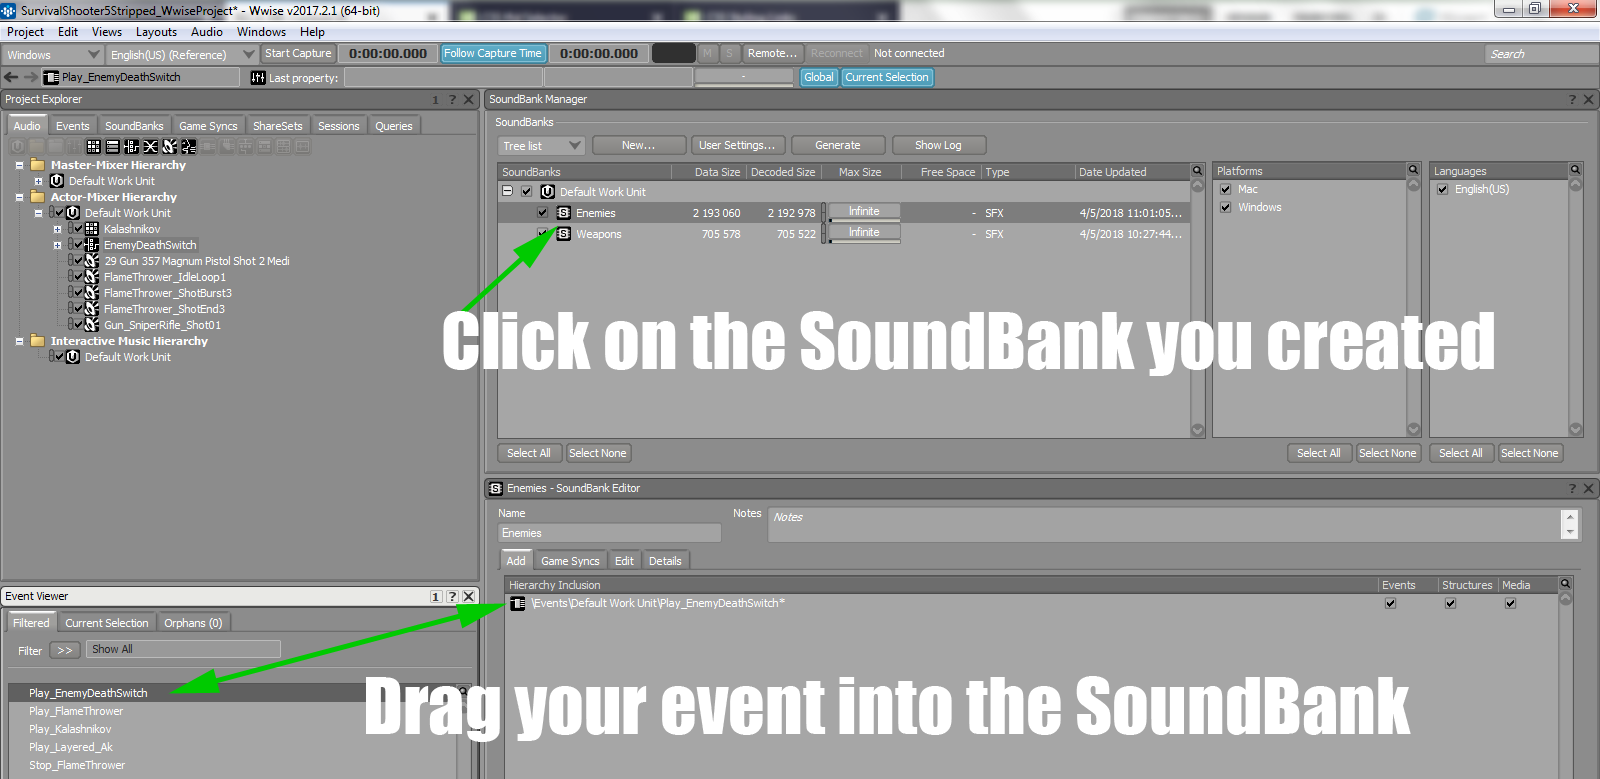 SurvivalShooter5Stripped_WwiseProject* - Wwise v2017.2.1 (64-bit)
Project Edit Views Layouts Audio Windows Help
Windows English(US) (Reference) Start Capture 0:00:00.000 Follow Capture Time 0:00:00.000 M S Remote... Reconnect Not connected Search
Play_EnemyDeathSwitch Last property: - Global Current Selection
Project Explorer 1 ?
Audio Events SoundBanks Game Syncs ShareSets Sessions Queries
Master-Mixer Hierarchy
Default Work Unit
Actor-Mixer Hierarchy
Default Work Unit
Kalashnikov
EnemyDeathSwitch
29 Gun 357 Magnum Pistol Shot 2 Medi
FlameThrower_IdleLoop1
FlameThrower_ShotBurst3
FlameThrower_ShotEnd3
Gun_SniperRifle_Shot01
Interactive Music Hierarchy
Default Work Unit
SoundBank Manager ?
SoundBanks
Tree list New... User Settings... Generate Show Log
SoundBanks Data Size Decoded Size Max Size Free Space Type Date Updated
Default Work Unit
Enemies 2 193 060 2 192 978 Infinite - SFX 4/5/2018 11:01:05...
Weapons 705 578 705 522 Infinite - SFX 4/5/2018 10:27:44...
Platforms
Mac
Windows
Languages
English(US)
Click on the SoundBank you created
Select All Select None Select All Select None Select All Select None
Enemies - SoundBank Editor ?
Name Notes Notes
Enemies
Add Game Syncs Edit Details
Hierarchy Inclusion Events Structures Media
\Events\Default Work Unit\Play_EnemyDeathSwitch*
Event Viewer 1 ?
Filtered Current Selection Orphans (0)
Filter >> Show All
Play_EnemyDeathSwitch
Play_FlameThrower
Play_Kalashnikov
Play_Layered_Ak
Stop_FlameThrower
Drag your event into the SoundBank